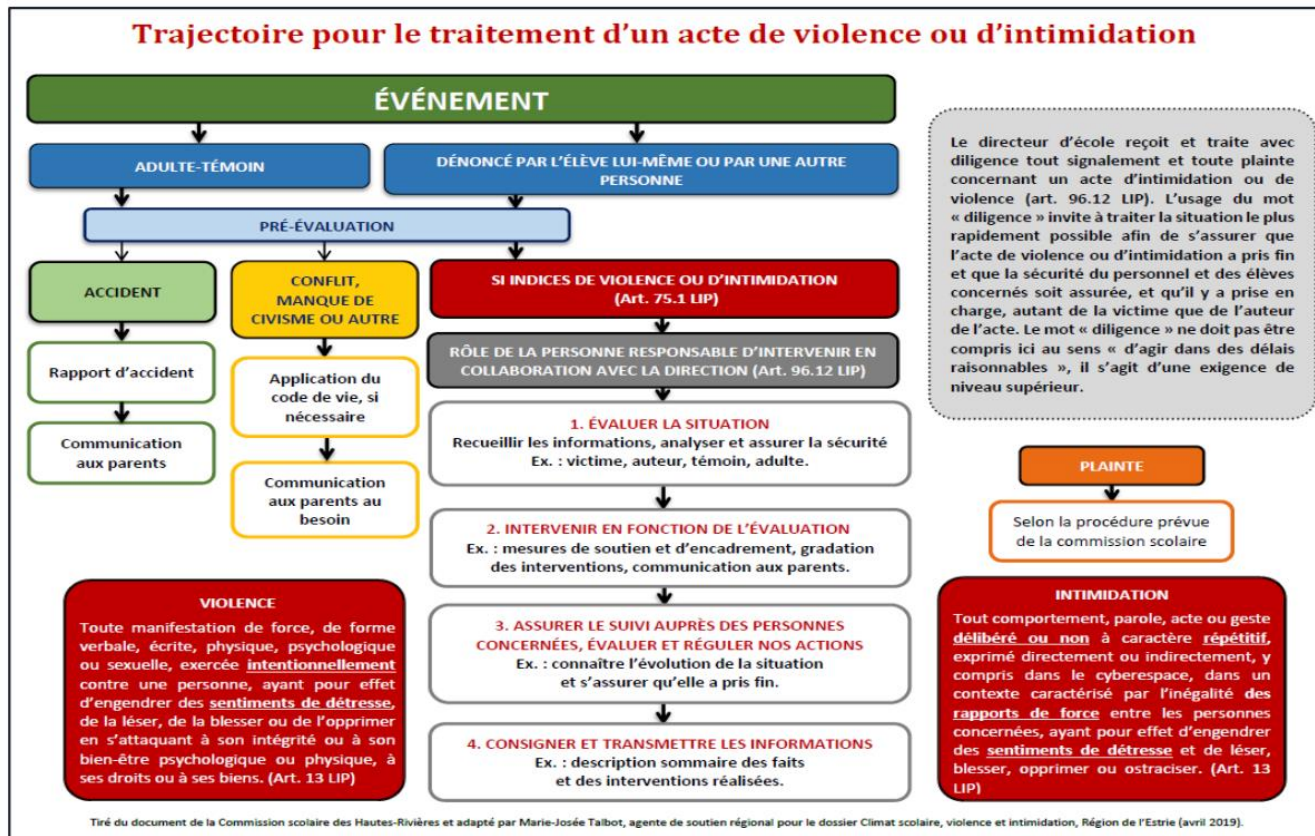 Trajectoire pour le traitement d'un acte de violence ou d'intimidation
ÉVÉNEMENT
ADULTE-TÉMOIN
DÉNONCÉ PAR L'ÉLÈVE LUI-MÊME OU PAR UNE AUTRE
PERSONNE
PRÉ-ÉVALUATION
ACCIDENT
Rapport d'accident
Communication
aux parents
CONFLIT,
MANQUE DE
CIVISME OU AUTRE
Application du
code de vie, si
nécessaire
Communication
aux parents au
besoin
SI INDICES DE VIOLENCE OU D'INTIMIDATION
(Art. 75.1 LIP)
RÔLE DE LA PERSONNE RESPONSABLE D'INTERVENIR EN
COLLABORATION AVEC LA DIRECTION (Art. 96.12 LIP)
1. ÉVALUER LA SITUATION
Recueillir les informations, analyser et assurer la sécurité
Ex. : victime, auteur, témoin, adulte.
2. INTERVENIR EN FONCTION DE L'ÉVALUATION
Ex. : mesures de soutien et d'encadrement, gradation
des interventions, communication aux parents.
3. ASSURER LE SUIVI AUPRÈS DES PERSONNES
CONCERNÉES, ÉVALUER ET RÉGULER NOS ACTIONS
Ex. : connaître l'évolution de la situation
et s'assurer qu'elle a pris fin.
4. CONSIGNER ET TRANSMETTRE LES INFORMATIONS
Ex. : description sommaire des faits
et des interventions réalisées.
Le directeur d'école reçoit et traite avec
diligence tout signalement et toute plainte
concernant un acte d'intimidation ou de
violence (art. 96.12 LIP). L'usage du mot
« diligence » invite à traiter la situation le plus
rapidement possible afin de s'assurer que
l'acte de violence ou d'intimidation a pris fin
et que la sécurité du personnel et des élèves
concernés soit assurée, et qu'il y a prise en
charge, autant de la victime que de l'auteur
de l'acte. Le mot « diligence » ne doit pas être
compris ici au sens « d'agir dans des délais
raisonnables », il s'agit d'une exigence de
niveau supérieur.
PLAINTE
Selon la procédure prévue
de la commission scolaire
VIOLENCE
Toute manifestation de force, de forme
verbale, écrite, physique, psychologique
ou sexuelle, exercée intentionnellement
contre une personne, ayant pour effet
d'engendrer des sentiments de détresse,
de la léser, de la blesser ou de l'opprimer
en s'attaquant à son intégrité ou à son
bien-être psychologique ou physique, à
ses droits ou à ses biens. (Art. 13 LIP)
INTIMIDATION
Tout comportement, parole, acte ou geste
délibéré ou non à caractère répétitif,
exprimé directement ou indirectement, y
compris dans le cyberespace, dans un
contexte caractérisé par l'inégalité des
rapports de force entre les personnes
concernées, ayant pour effet d'engendrer
des sentiments de détresse et de léser,
blesser, opprimer ou ostraciser. (Art. 13
LIP)
Tiré du document de la Commission scolaire des Hautes-Rivières et adapté par Marie-Josée Talbot, agente de soutien régional pour le dossier Climat scolaire, violence et intimidation, Région de l'Estrie (avril 2019).